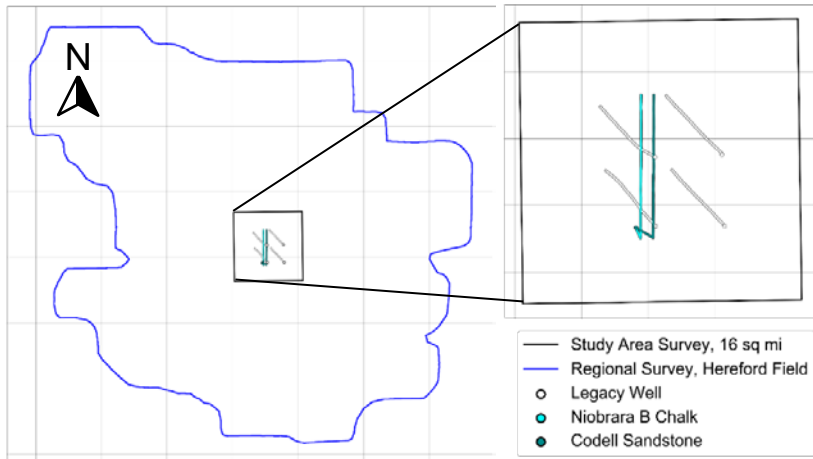 N
Study Area Survey, 16 sq mi
Regional Survey, Hereford Field
Legacy Well
Niobrara B Chalk
Codell Sandstone